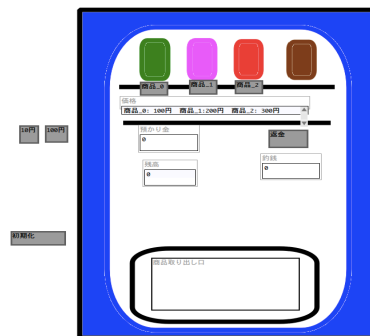 商品_0 商品_1 商品_2
価格
商品_0: 100円 商品_1:200円 商品_2: 300円
10円 100円
預かり金
0
返金
残高
0
釣銭
0
初期化
商品取り出し口